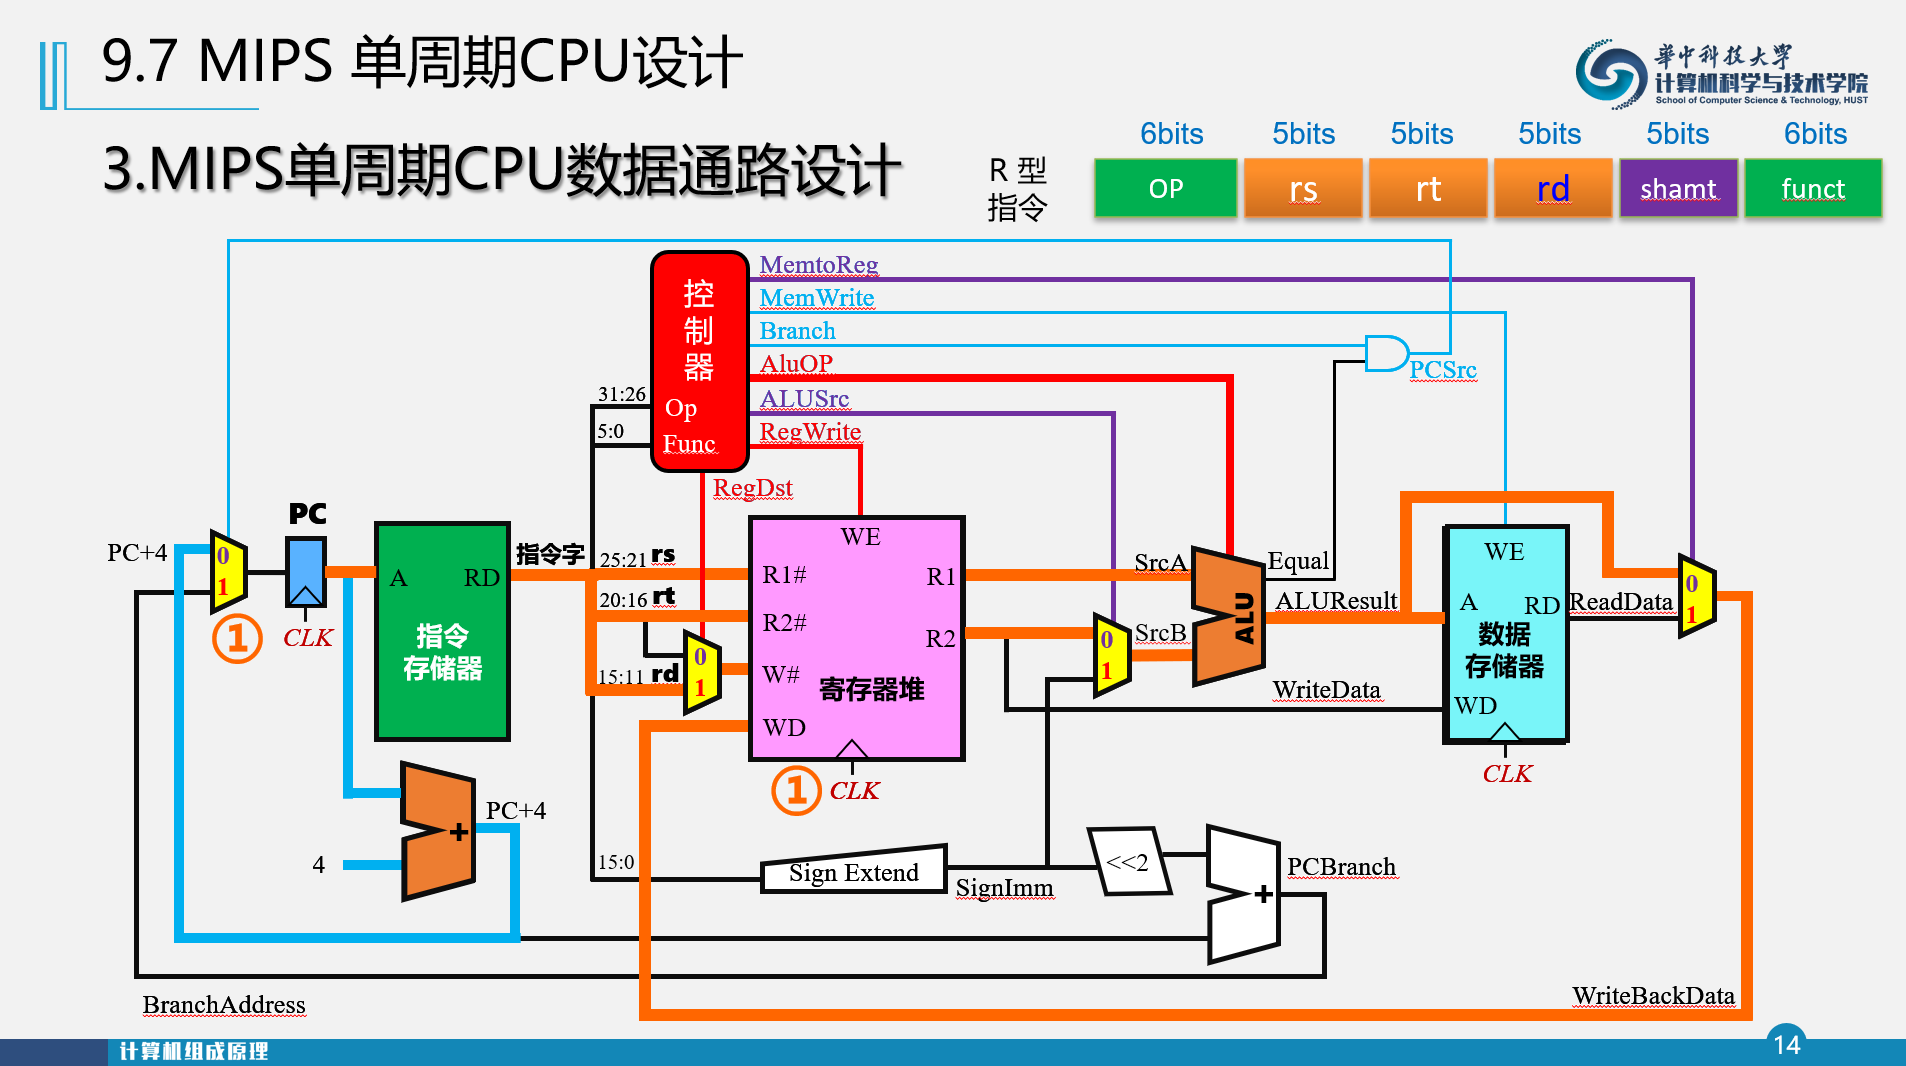 9.7 MIPS 单周期CPU设计
華中科技大學
计算机科学与技术学院
School of Computer Science & Technology, HUST
3.MIPS单周期CPU数据通路设计
R 型
指令
6bits 5bits 5bits 5bits 5bits 6bits
OP rs rt rd shamt funct
控
制
器
Op
Func
MemtoReg
MemWrite
Branch
AluOP
ALUSrc
RegWrite
RegDst
PCSrc
31:26
5:0
PC+4
0
1
①
PC
CLK
A RD
指令
存储器
指令字
25:21 rs
20:16 rt
15:11 rd
0
1
WE
R1# R1
R2# R2
W#
寄存器堆
WD
①
CLK
SrcA
0
1
SrcB
ALU
Equal
ALUResult
WriteData
WE
A RD
数据
存储器
WD
CLK
ReadData
0
1
4
+
PC+4
15:0
Sign Extend
SignImm
<<2
+
PCBranch
BranchAddress
WriteBackData
计算机组成原理
14